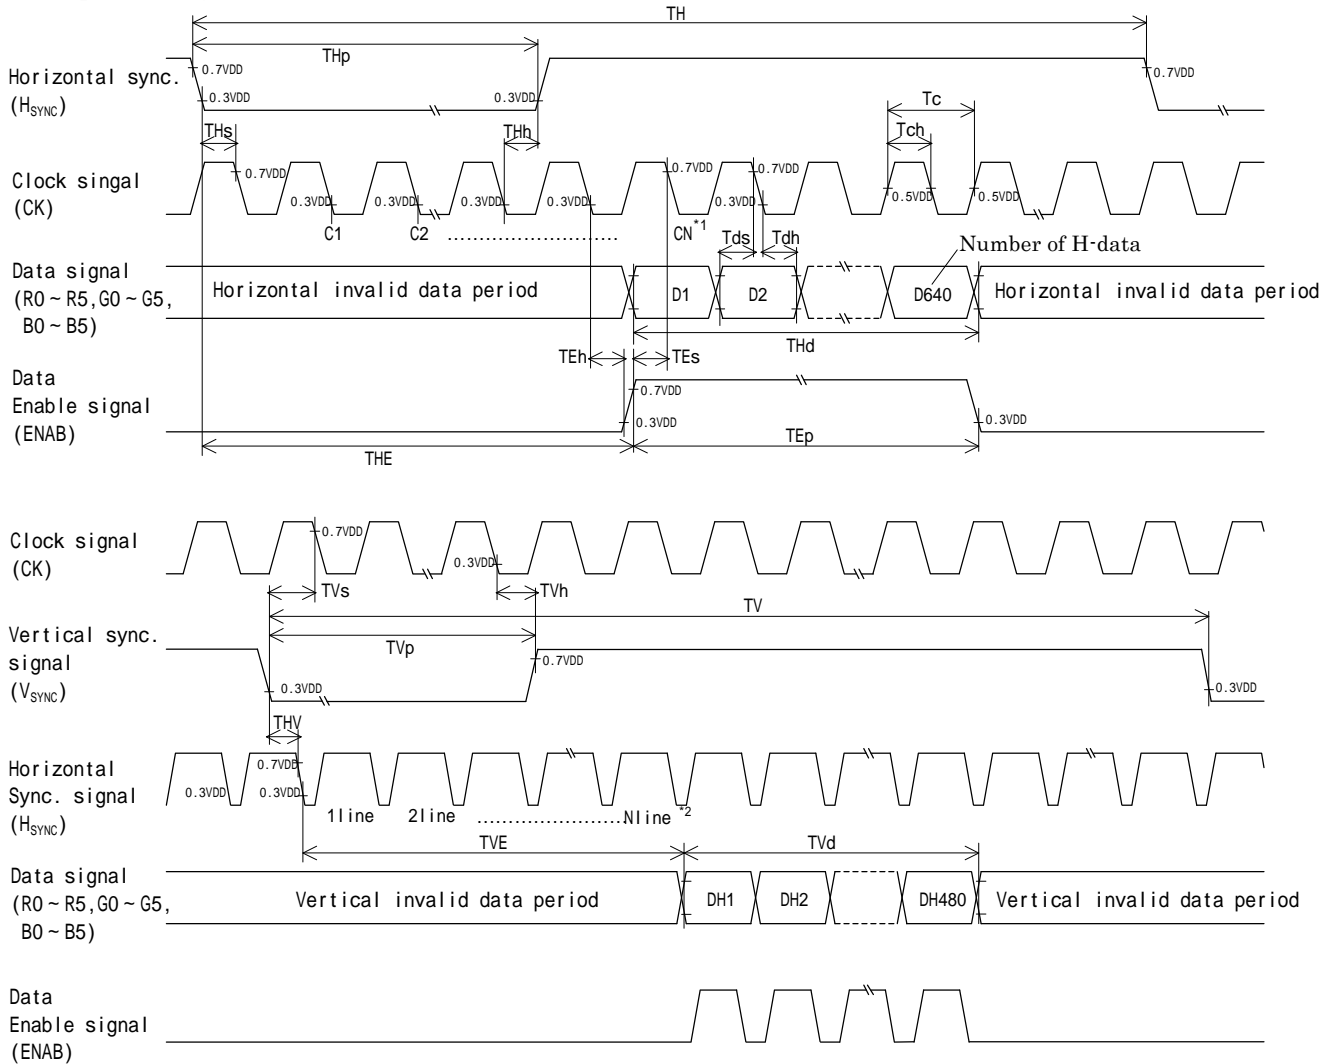 TH
THp
Horizontal sync.
(HSYNC)
0.7VDD
0.3VDD
0.3VDD
0.7VDD
Tc
THs
THh
Tch
Clock singal
(CK)
0.7VDD
0.3VDD
0.3VDD
0.3VDD
0.3VDD
0.7VDD
0.3VDD
0.7VDD
0.5VDD
0.5VDD
C1
C2
....................
CN*1
Tds
Tdh
Number of H-data
Data signal
(R0 ~ R5,G0 ~ G5,
B0 ~ B5)
Horizontal invalid data period
D1
D2
D640
Horizontal invalid data period
THd
TEh
TEs
Data
Enable signal
(ENAB)
0.7VDD
0.3VDD
0.3VDD
THE
TEp
Clock signal
(CK)
0.7VDD
0.3VDD
TVs
TVh
TV
Vertical sync.
signal
(VSYNC)
TVp
0.3VDD
0.7VDD
0.3VDD
THV
Horizontal
Sync. signal
(HSYNC)
0.3VDD
0.7VDD
0.3VDD
1line
2line
....................
Nline *2
TVE
TVd
Data signal
(R0 ~ R5,G0 ~ G5,
B0 ~ B5)
Vertical invalid data period
DH1
DH2
DH480
Vertical invalid data period
Data
Enable signal
(ENAB)